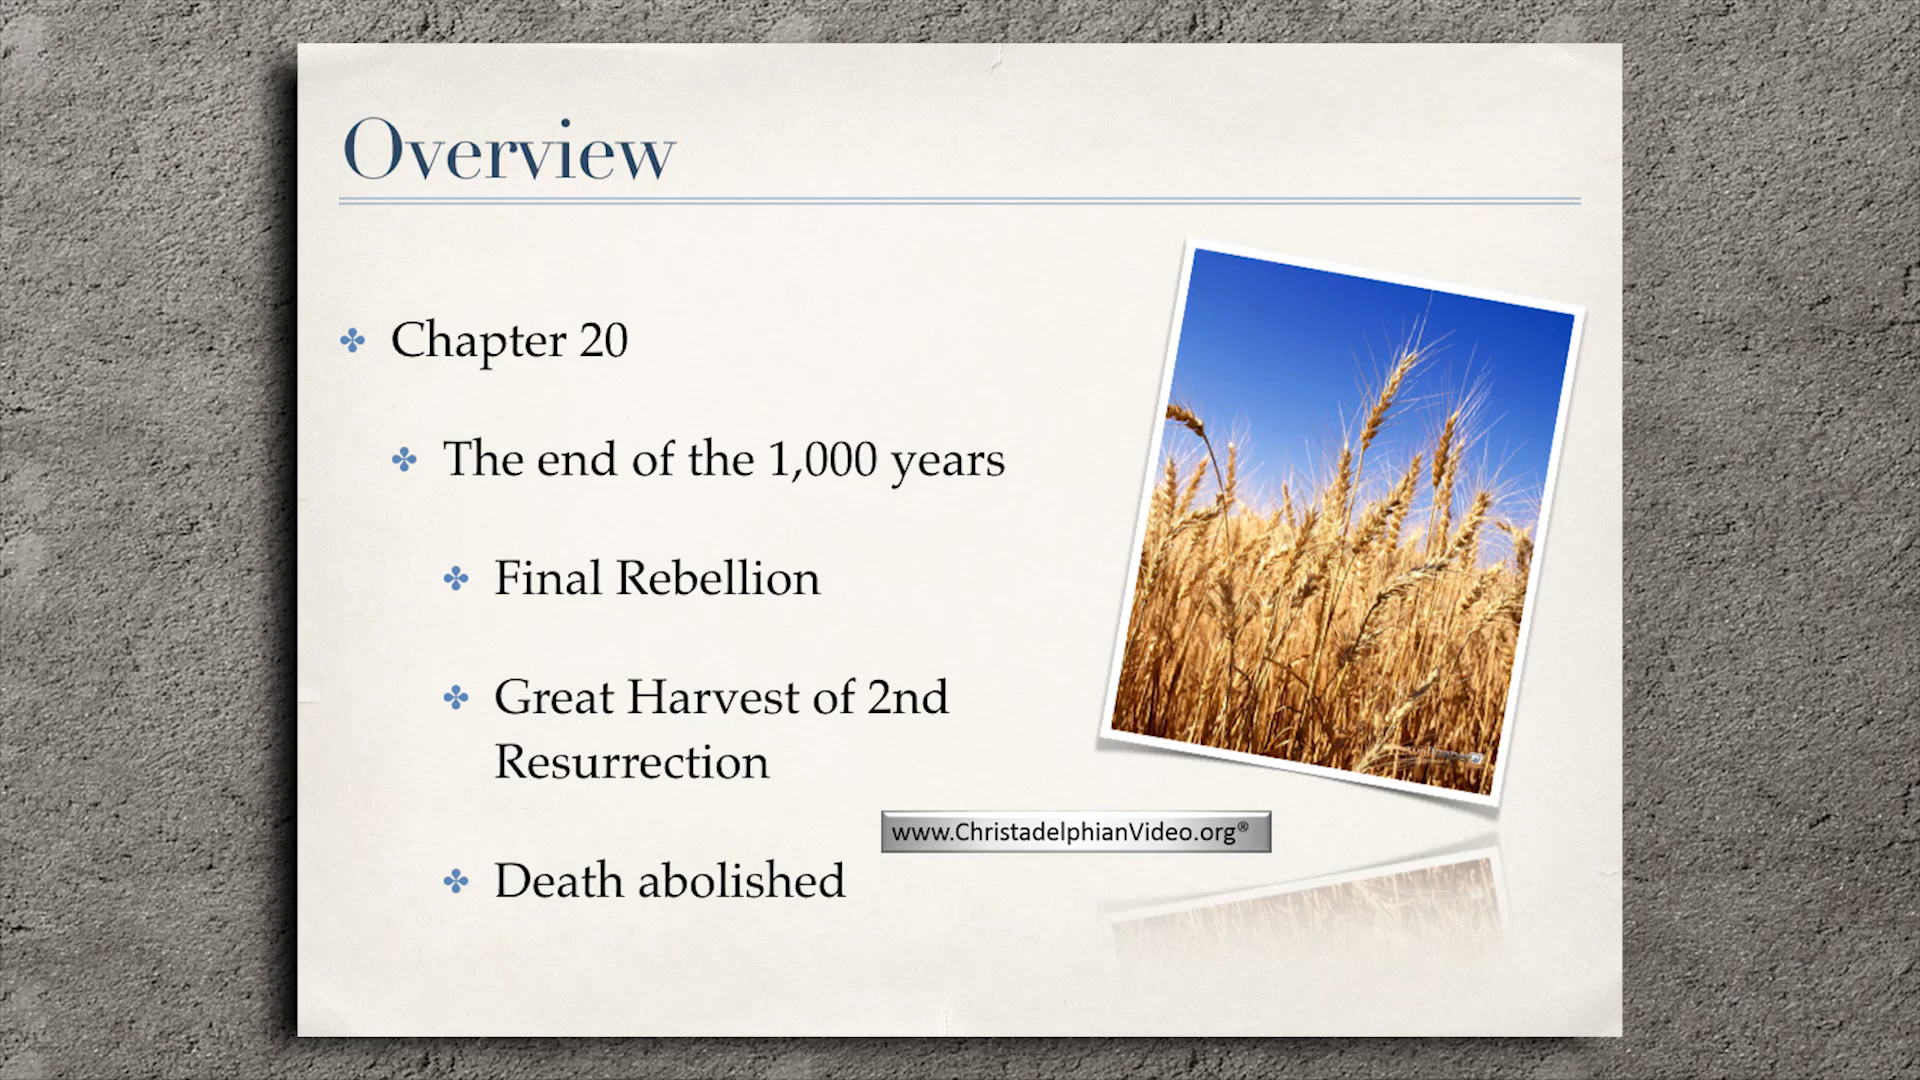 Overview
Chapter 20
The end of the 1,000 years
Final Rebellion
Great Harvest of 2nd
Resurrection
www.ChristadelphianVideo.org®
Death abolished